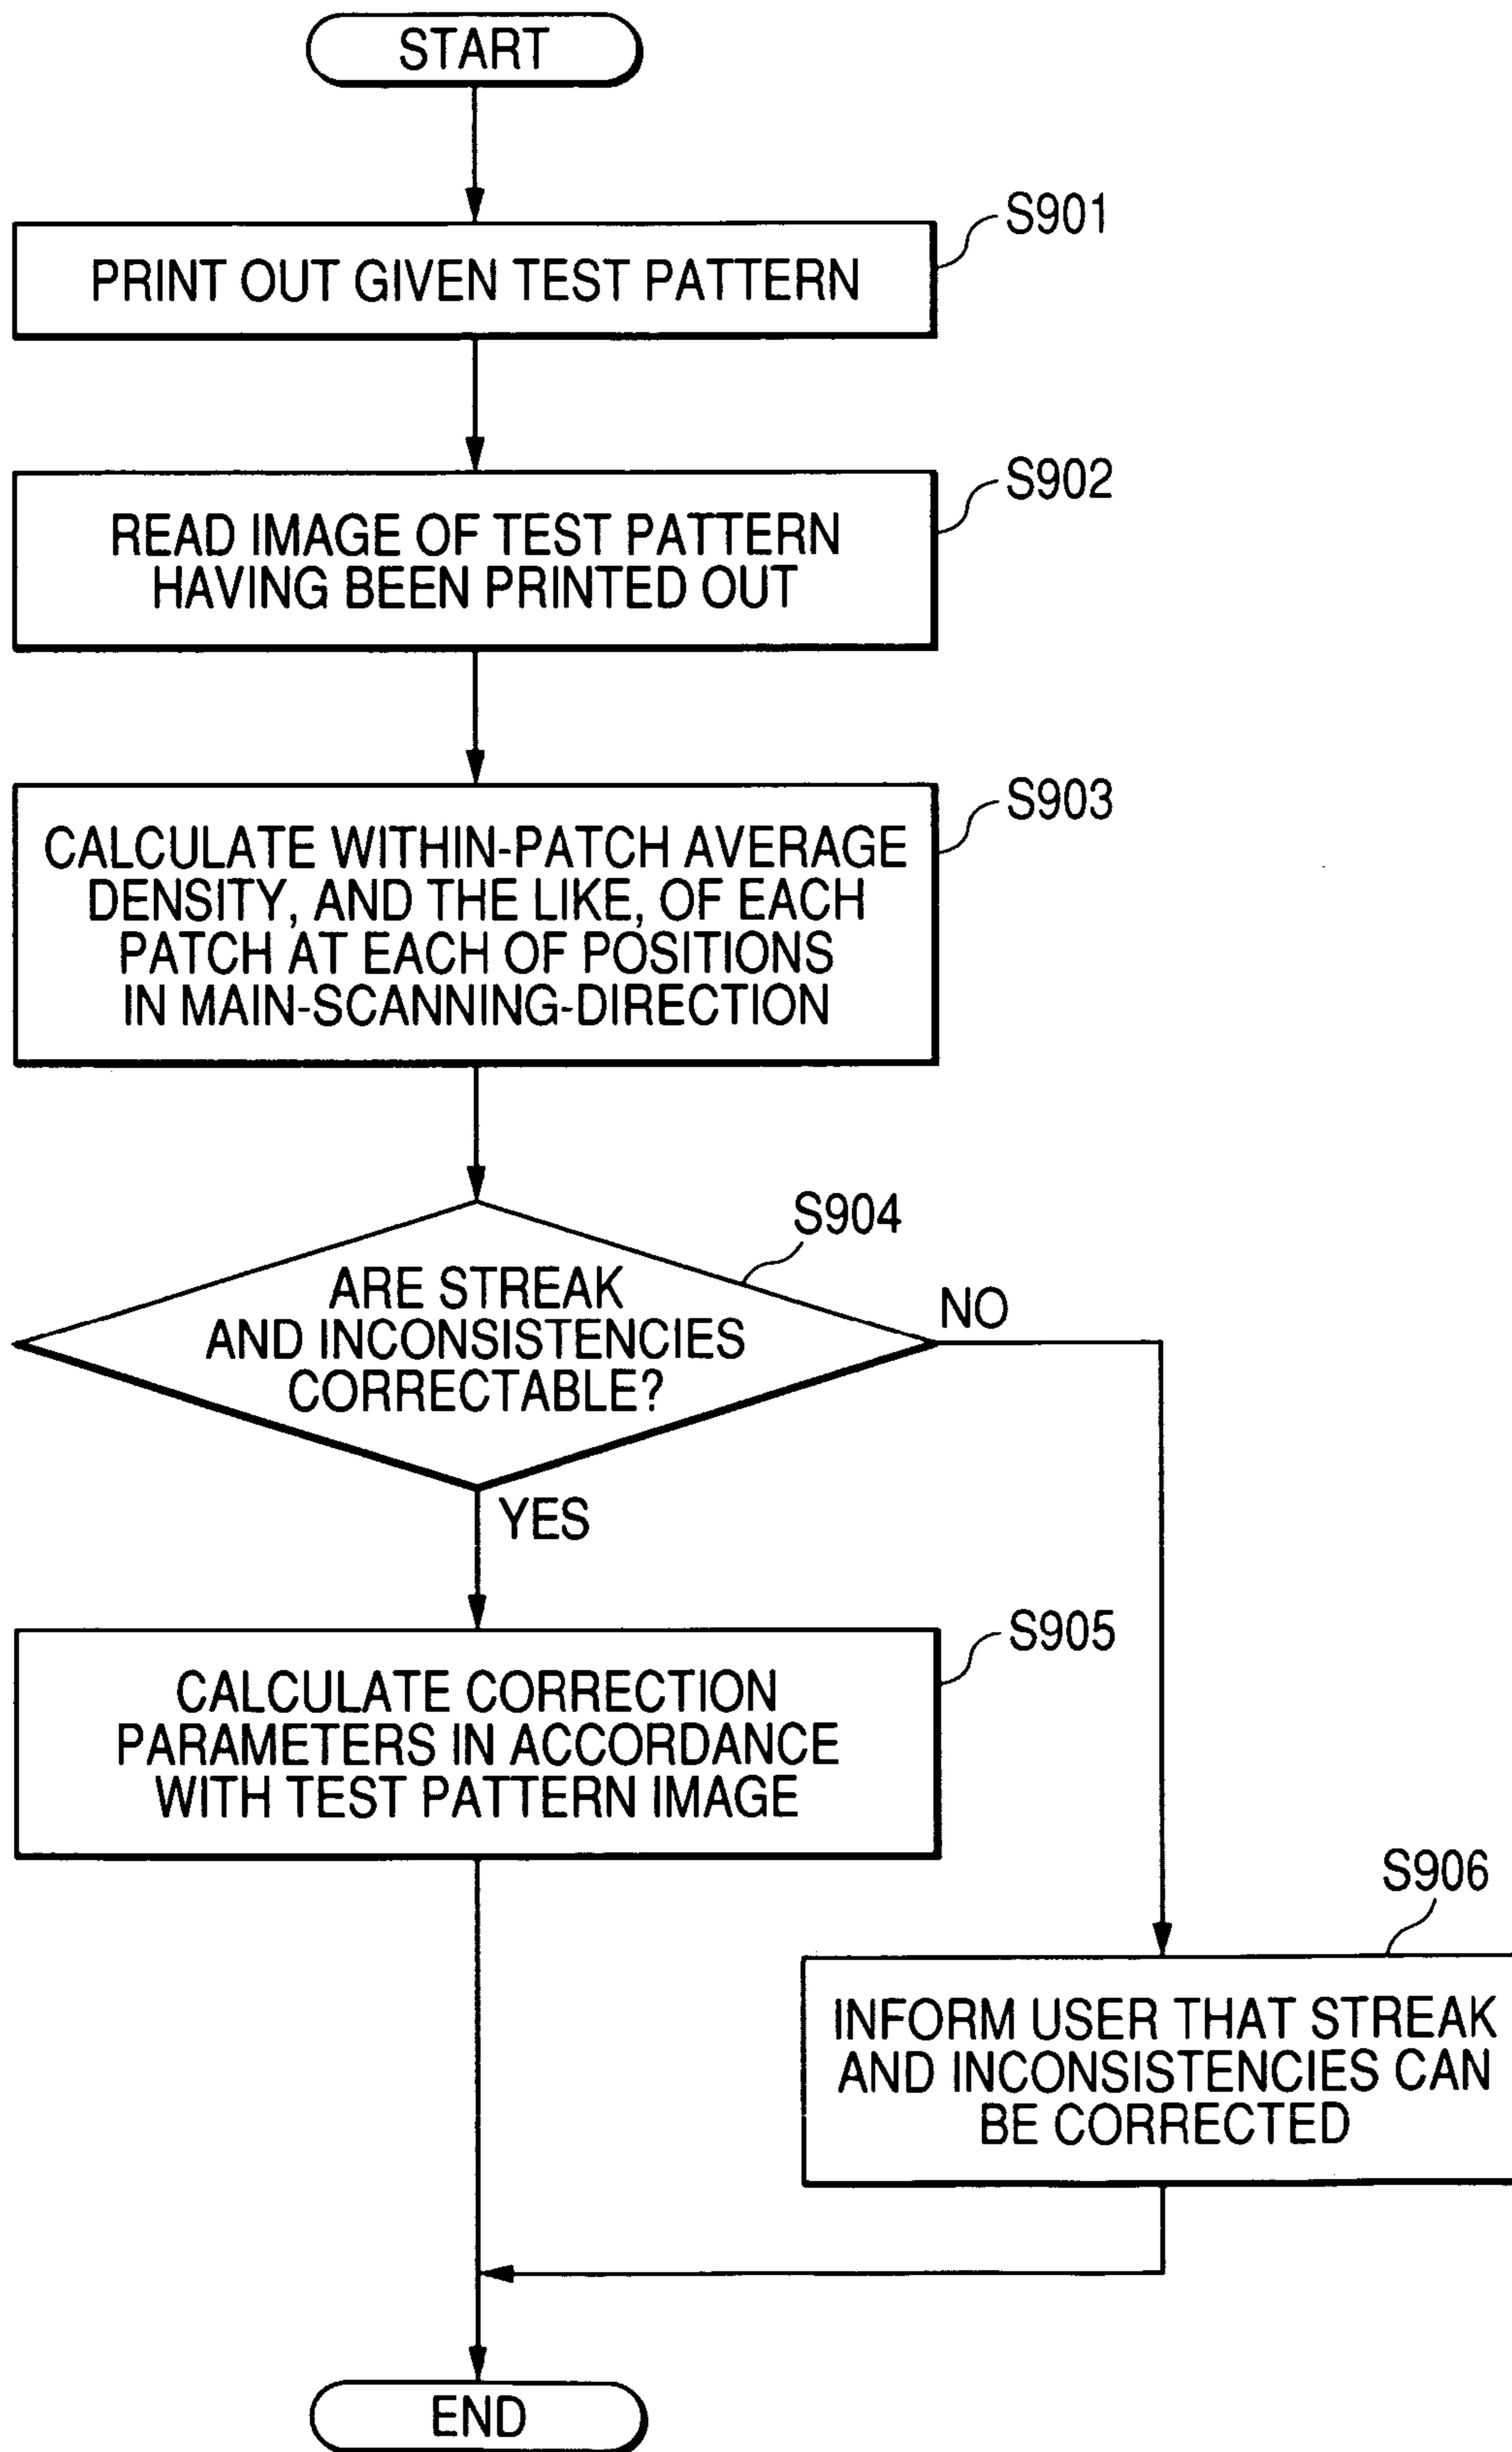 START
S901
PRINT OUT GIVEN TEST PATTERN
S902
READ IMAGE OF TEST PATTERN
HAVING BEEN PRINTED OUT
S903
CALCULATE WITHIN-PATCH AVERAGE
DENSITY, AND THE LIKE, OF EACH
PATCH AT EACH OF POSITIONS
IN MAIN-SCANNING-DIRECTION
S904
ARE STREAK
AND INCONSISTENCIES
CORRECTABLE?
NO
YES
S905
CALCULATE CORRECTION
PARAMETERS IN ACCORDANCE
WITH TEST PATTERN IMAGE
S906
INFORM USER THAT STREAK
AND INCONSISTENCIES CAN
BE CORRECTED
END